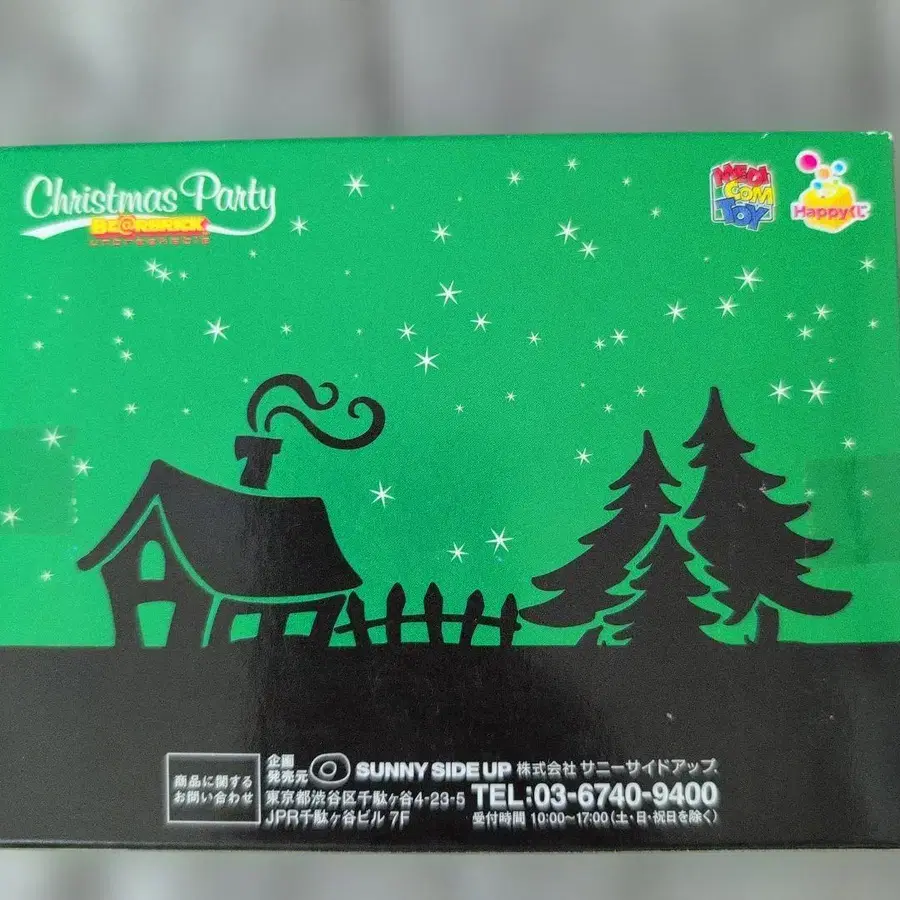 Christmas Party
BE@RBRICK
MEDI
COM
TOY
Happyくじ
商品に関する
お問い合わせ
企画
発売元
SUNNY SIDE UP 株式会社 サニーサイドアップ.
東京都渋谷区千駄ヶ谷4-23-5
JPR千駄ヶ谷ビル 7F
TEL:03-6740-9400
受付時間 10:00〜17:00(土・日・祝日を除く)